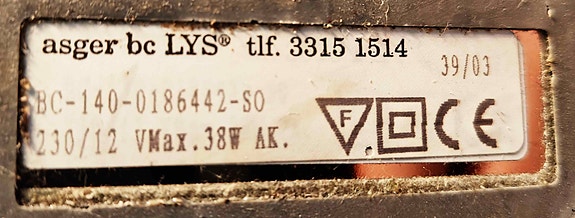 asger bc LYS® tlf. 3315 1514
39/03
BC-140-0186442-SO
230/12 VMax.38W AK.
F CE